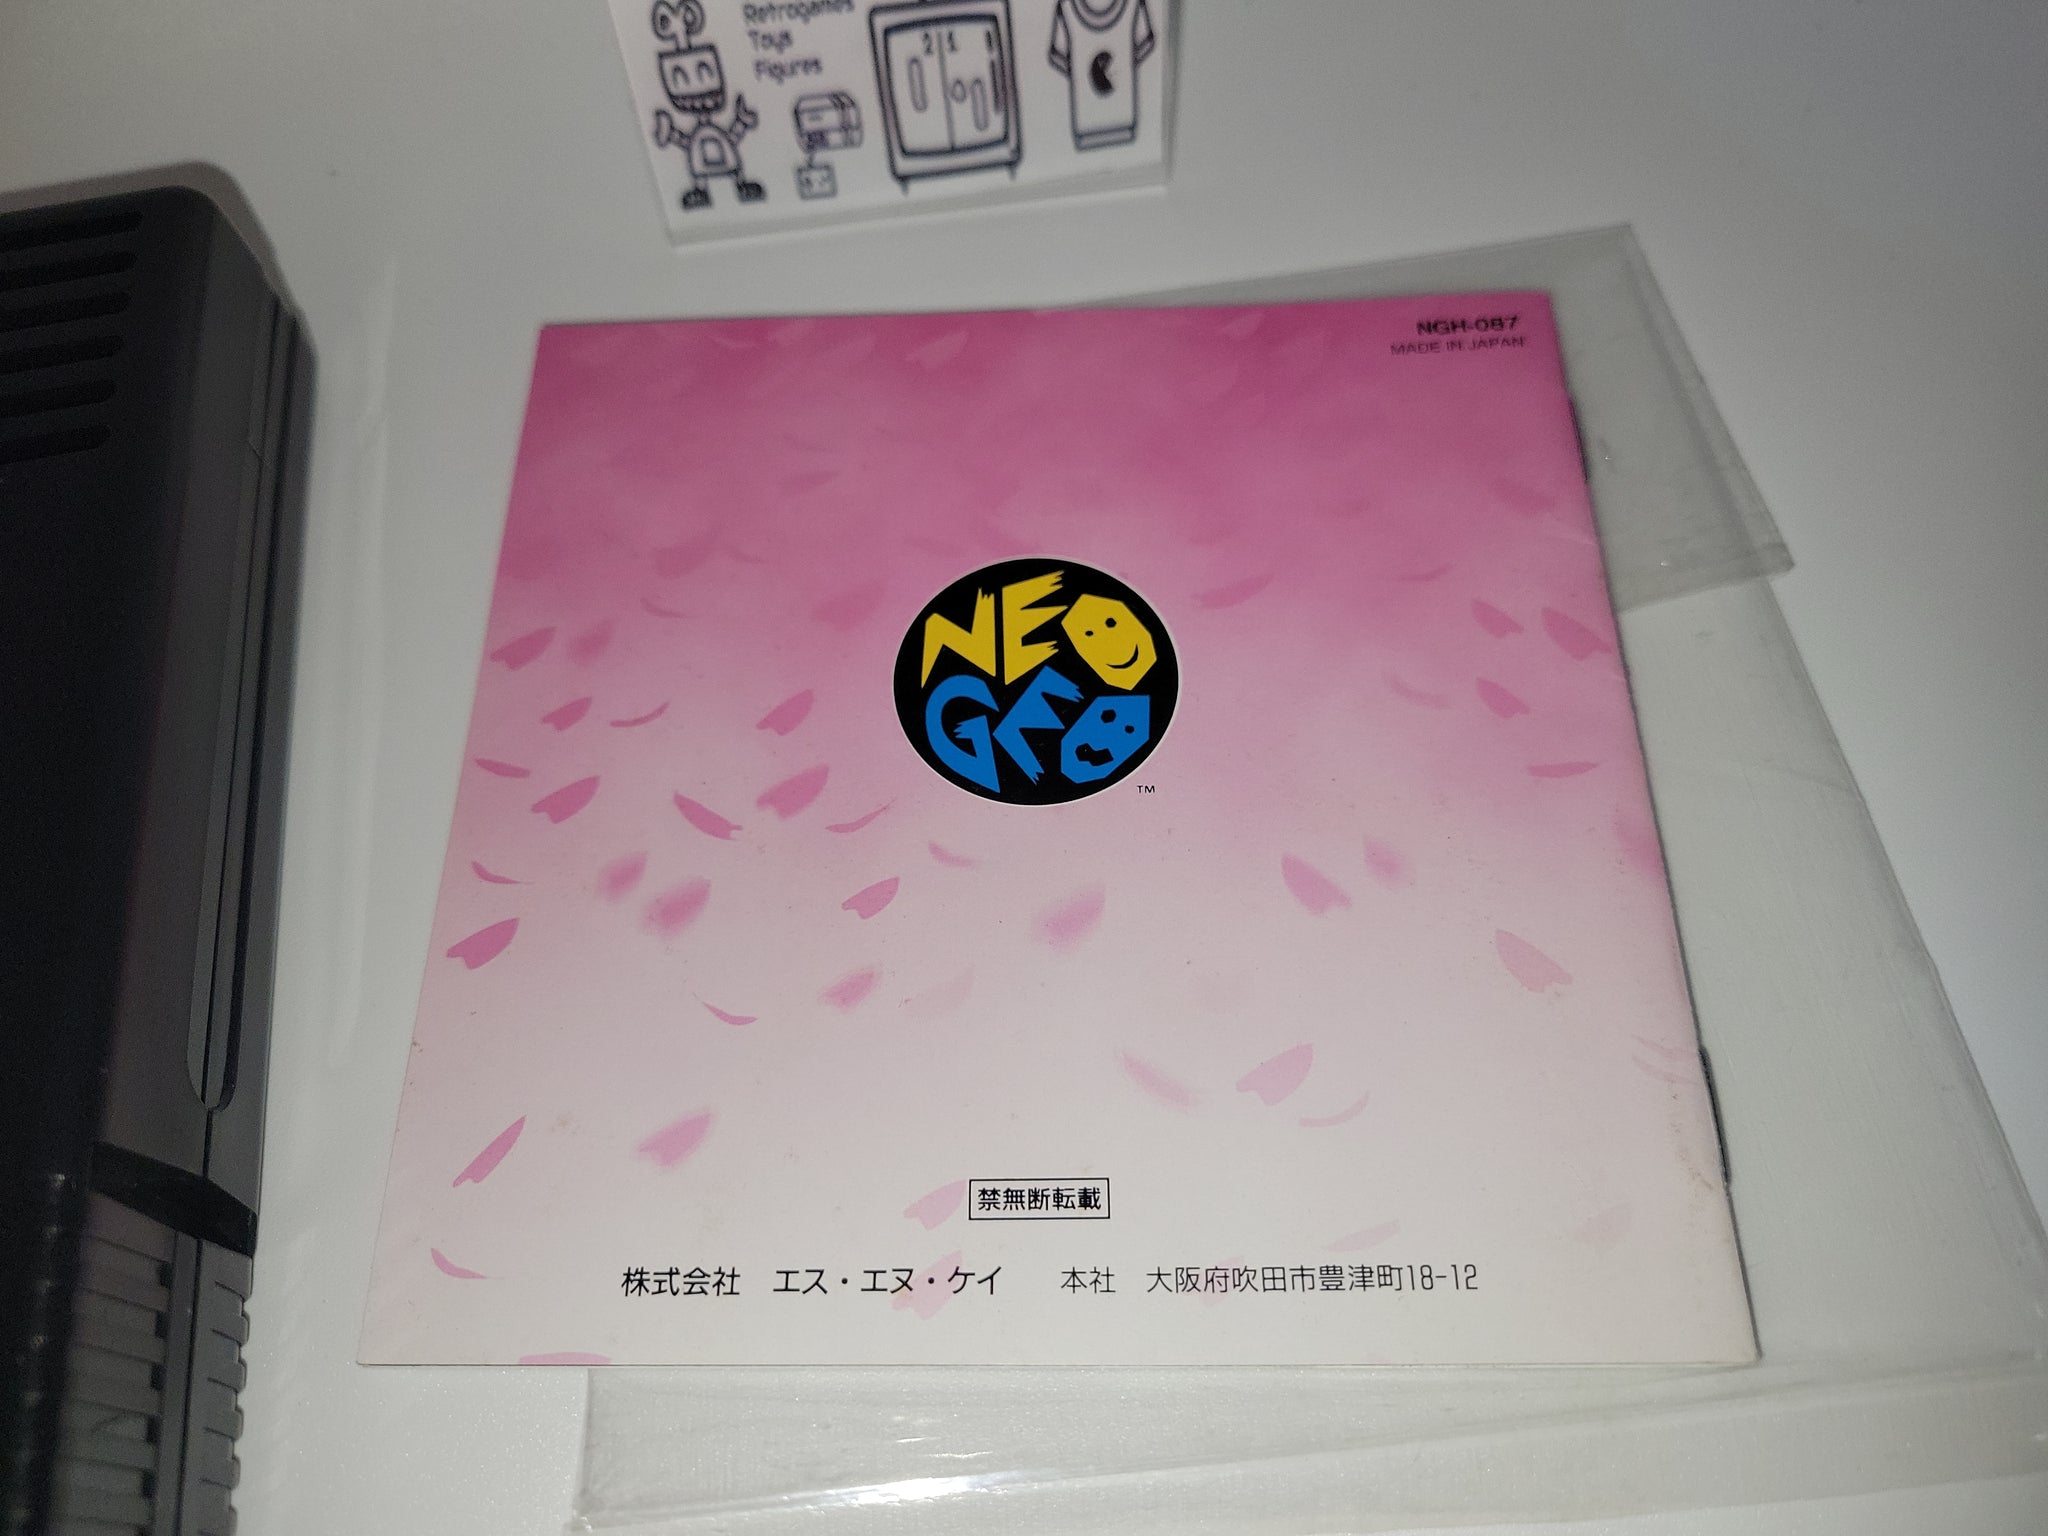 Retrogames
Toys
Figures
NGH-087
MADE IN JAPAN
NEO
GEO
TM
禁無断転載
株式会社 エス・エヌ・ケイ 本社 大阪府吹田市豊津町18-12